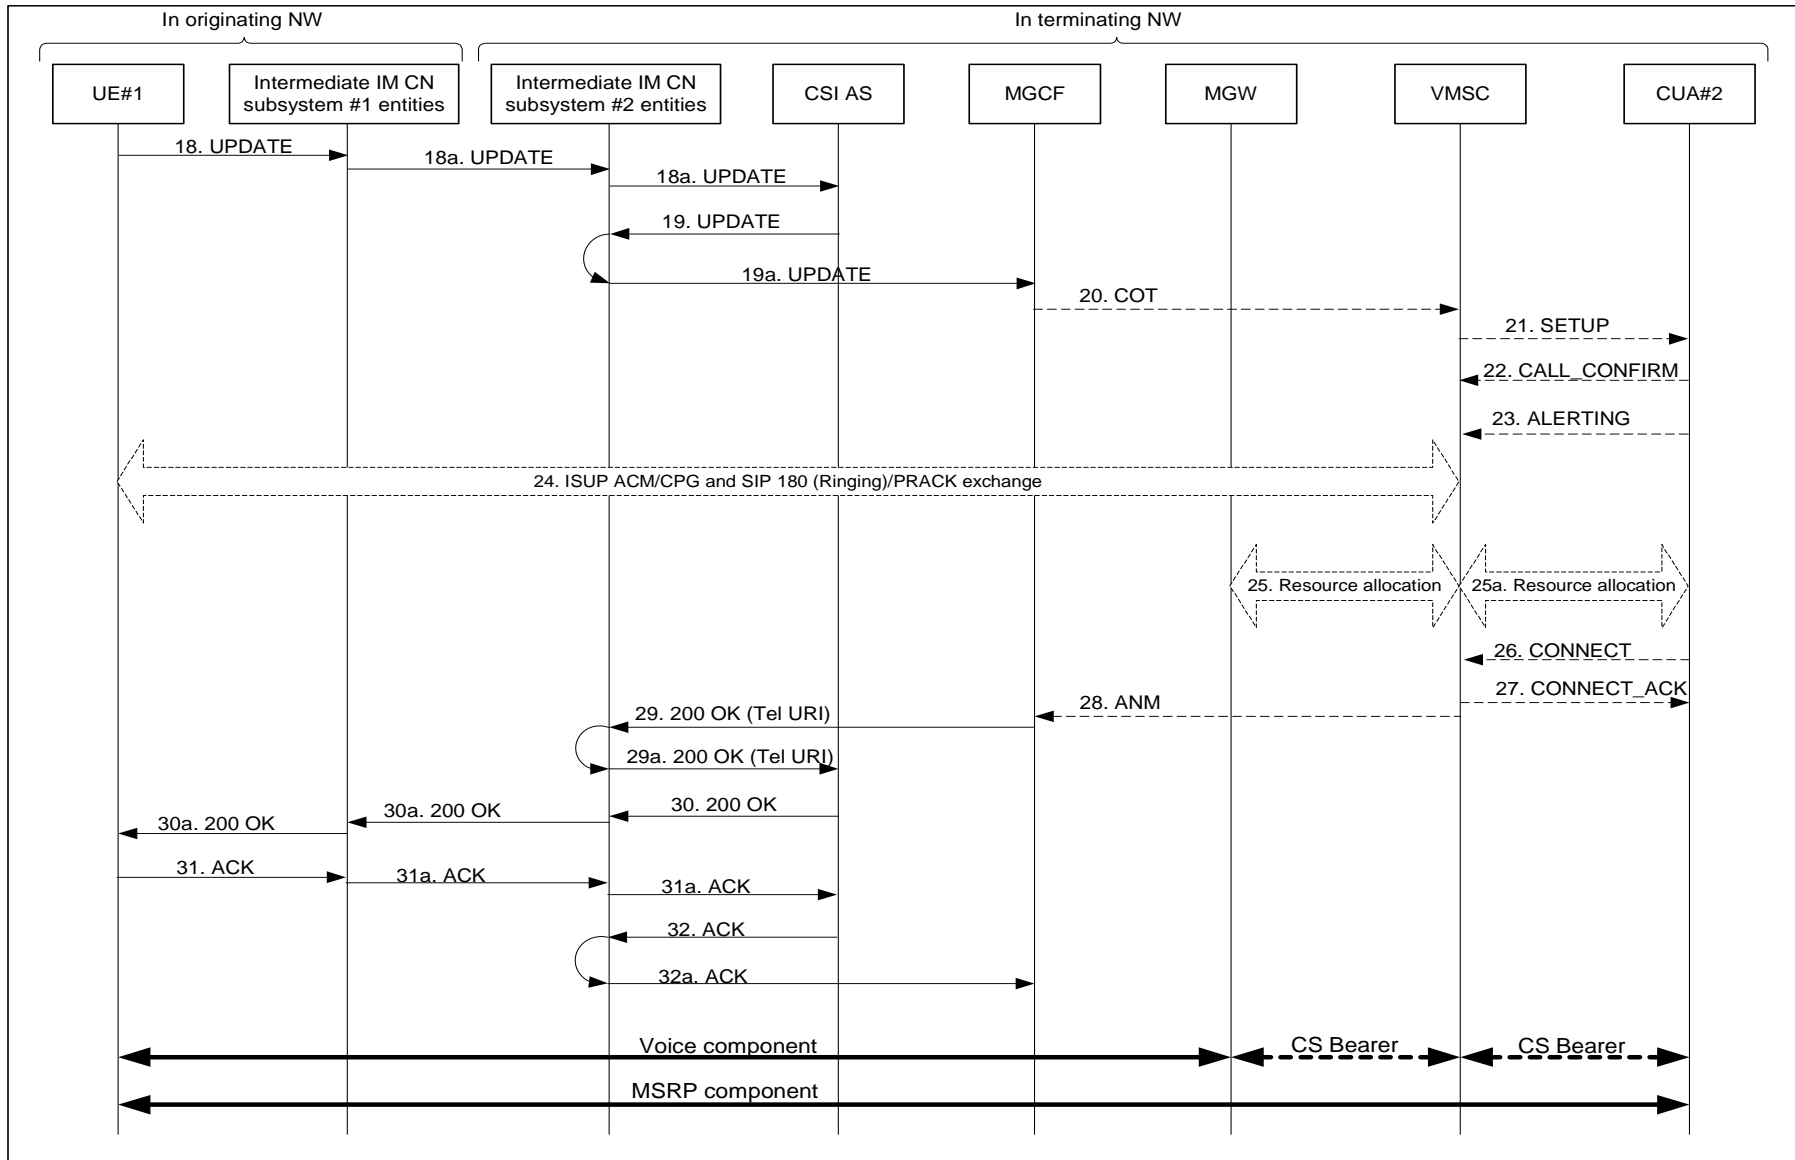 In originating NW
In terminating NW
UE#1
Intermediate IM CN
subsystem #1 entities
Intermediate IM CN
subsystem #2 entities
CSI AS
MGCF
MGW
VMSC
CUA#2
18. UPDATE
18a. UPDATE
18a. UPDATE
19. UPDATE
19a. UPDATE
20. COT
21. SETUP
22. CALL_CONFIRM
23. ALERTING
24. ISUP ACM/CPG and SIP 180 (Ringing)/PRACK exchange
25. Resource allocation
25a. Resource allocation
26. CONNECT
27. CONNECT_ACK
28. ANM
29. 200 OK (Tel URI)
29a. 200 OK (Tel URI)
30. 200 OK
30a. 200 OK
30a. 200 OK
31. ACK
31a. ACK
31a. ACK
32. ACK
32a. ACK
Voice component
CS Bearer
CS Bearer
MSRP component